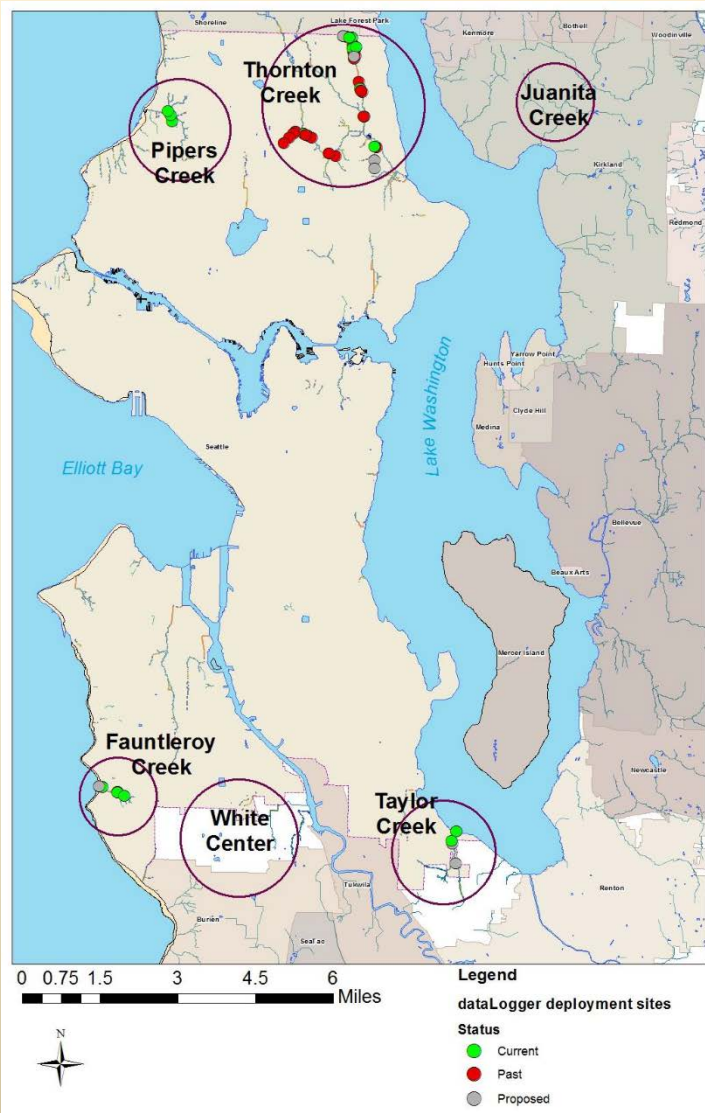 Shoreline
Lake Forest Park
Kenmore
Bothell
Woodinville
Thornton
Creek
Juanita
Creek
Pipers
Creek
Kirkland
Redmond
Lake Washington
Yarrow Point
Hunts Point
Clyde Hill
Medina
Seattle
Elliott Bay
Bellevue
Beaux Arts
Mercer Island
Fauntleroy
Creek
Newcastle
White
Center
Taylor
Creek
Tukwila
Renton
Burien
SeaTac
0 0.75 1.5 3 4.5 6
Miles
N
Legend
dataLogger deployment sites
Status
Current
Past
Proposed